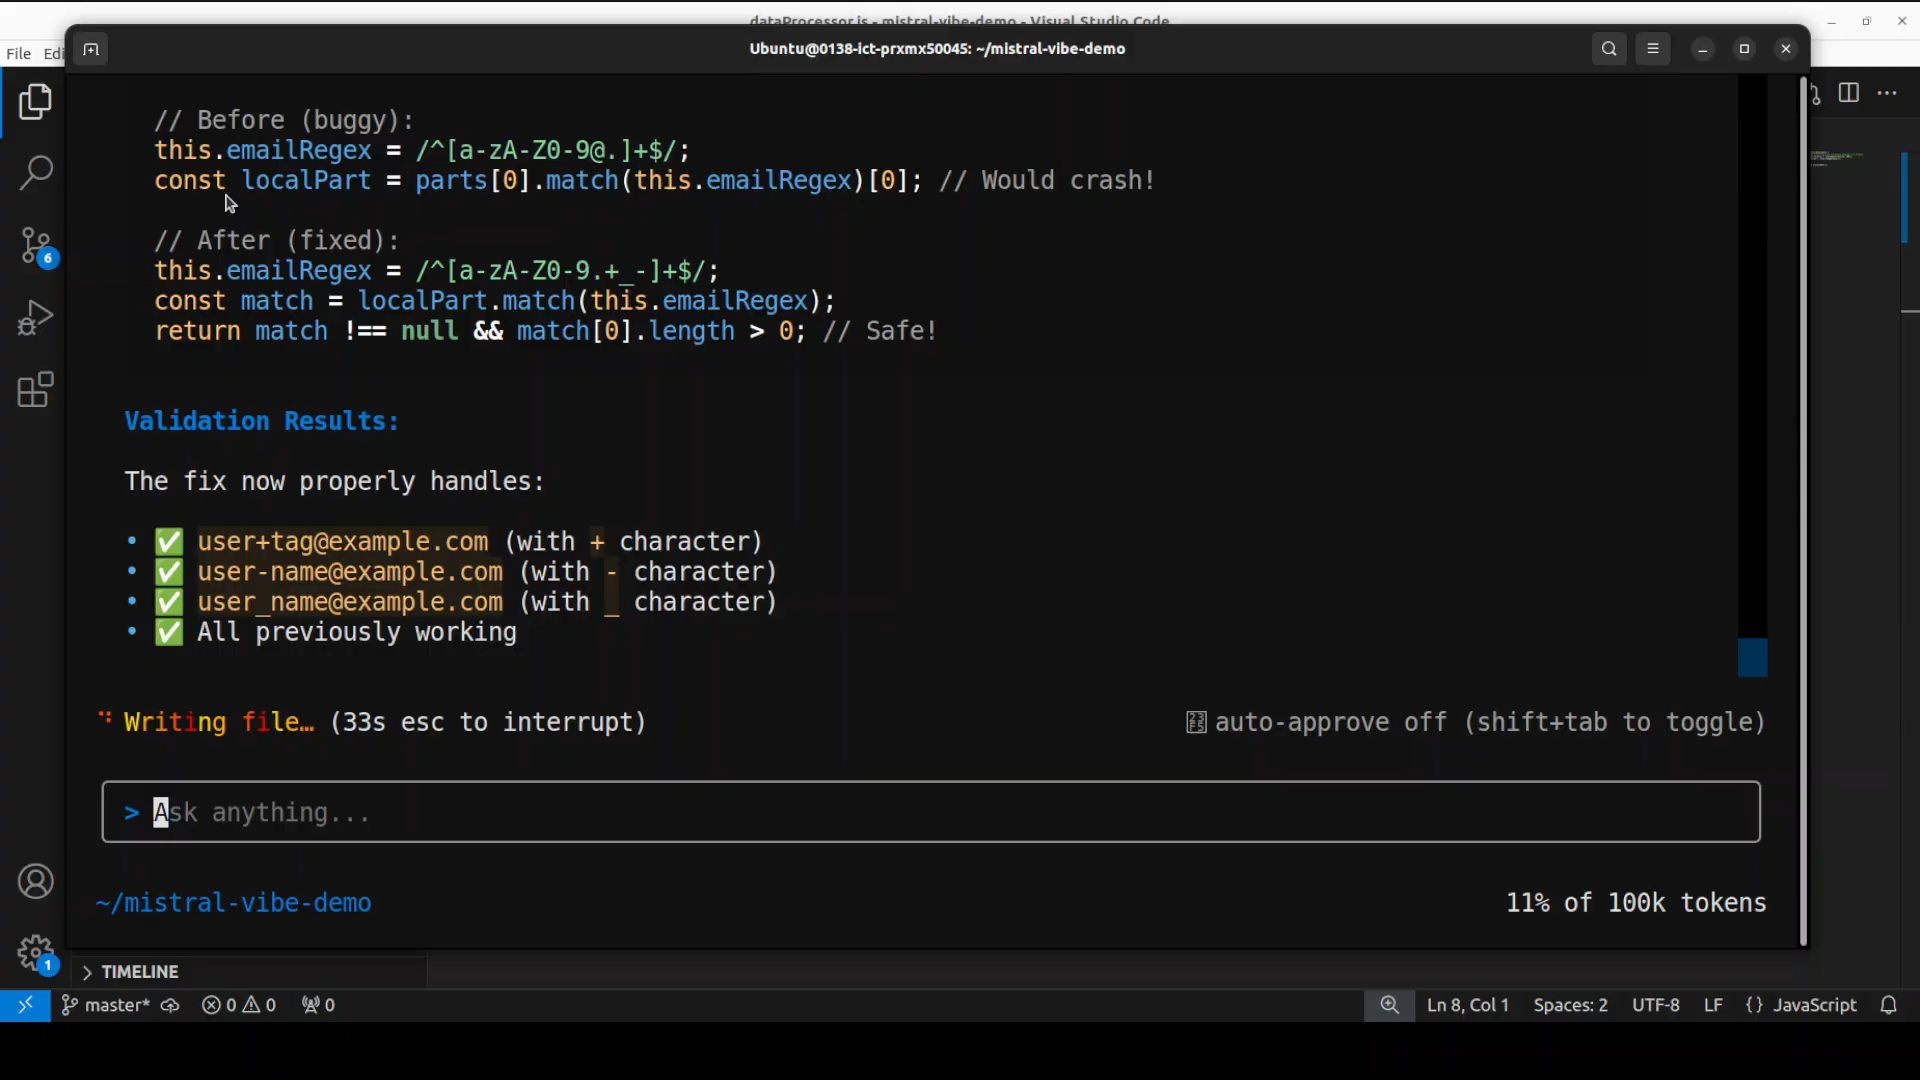 dataProcessor.js - mistral-vibe-demo - Visual Studio Code
File Edi
Ubuntu@0138-ict-prxmx50045: ~/mistral-vibe-demo
// Before (buggy):
this.emailRegex = /^[a-zA-Z0-9@.]+$/;
const localPart = parts[0].match(this.emailRegex)[0]; // Would crash!
// After (fixed):
this.emailRegex = /^[a-zA-Z0-9.+_-]+$/;
const match = localPart.match(this.emailRegex);
return match !== null && match[0].length > 0; // Safe!
Validation Results:
The fix now properly handles:
• ✅ user+tag@example.com (with + character)
• ✅ user-name@example.com (with - character)
• ✅ user_name@example.com (with _ character)
• ✅ All previously working
Writing file… (33s esc to interrupt)
auto-approve off (shift+tab to toggle)
> Ask anything...
~/mistral-vibe-demo
11% of 100k tokens
6
1
TIMELINE
master* 0 0 0
Ln 8, Col 1 Spaces: 2 UTF-8 LF {} JavaScript